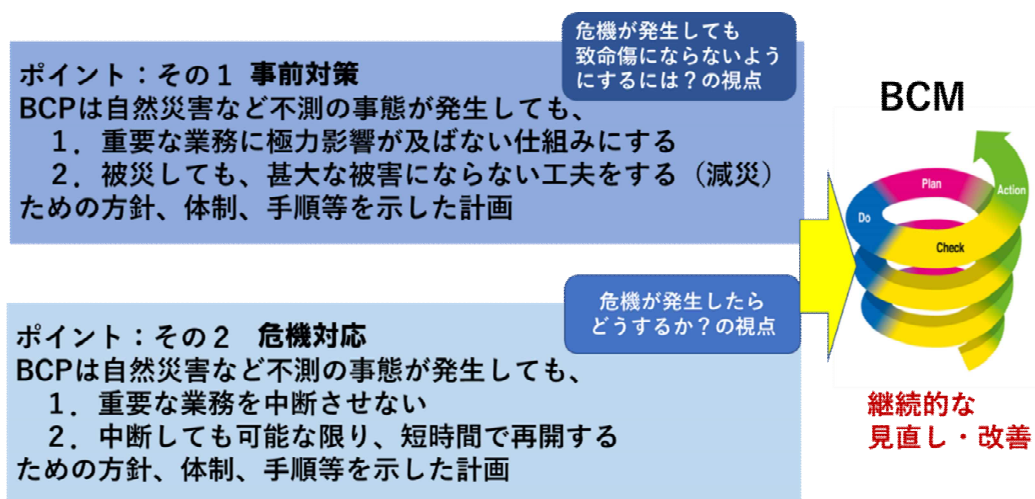 危機が発生しても
致命傷にならないよう
にするには？の視点
ポイント：その１ 事前対策
BCPは自然災害など不測の事態が発生しても、
１．重要な業務に極力影響が及ばない仕組みにする
２．被災しても、甚大な被害にならない工夫をする（減災）
ための方針、体制、手順等を示した計画
危機が発生したら
どうするか？の視点
ポイント：その２ 危機対応
BCPは自然災害など不測の事態が発生しても、
１．重要な業務を中断させない
２．中断しても可能な限り、短時間で再開する
ための方針、体制、手順等を示した計画
BCM
Plan
Action
Do
Check
継続的な
見直し・改善